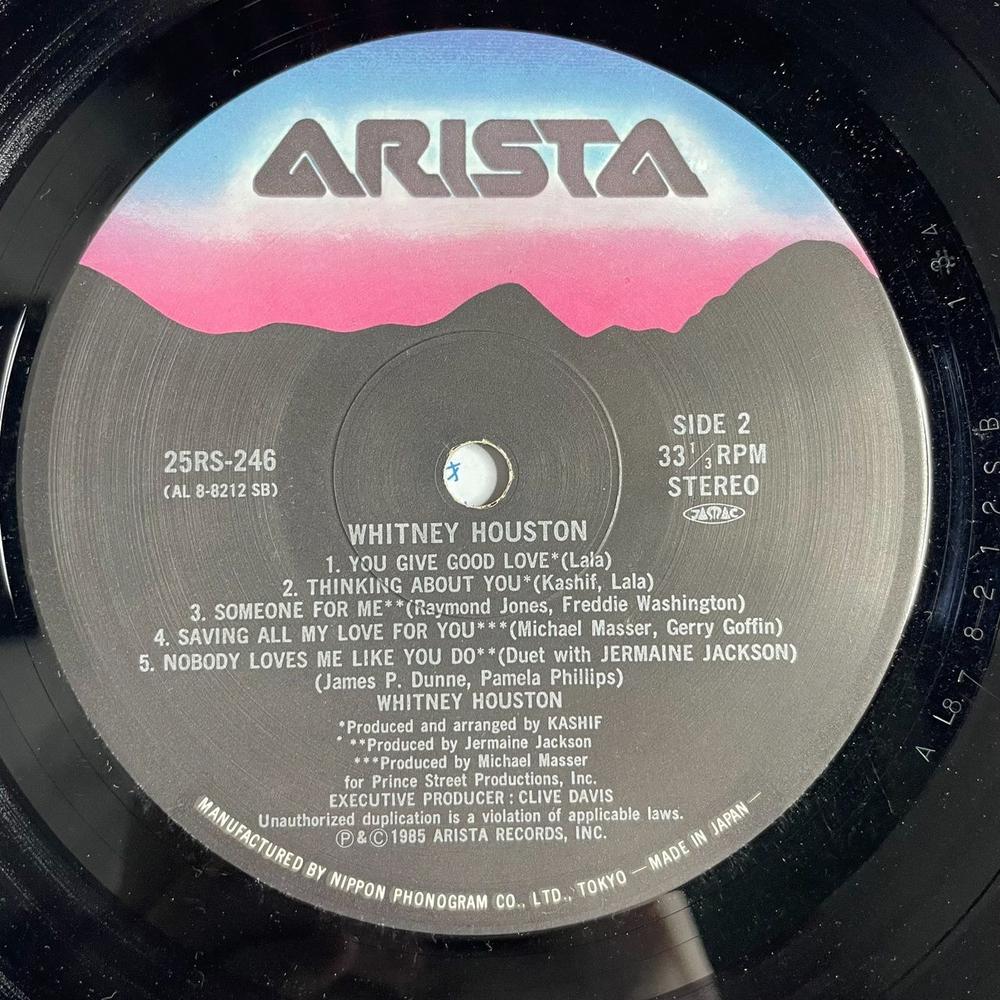 ARISTA
25RS-246
(AL 8-8212 SB)
SIDE 2
33 1/3 RPM
STEREO
JASRAC
WHITNEY HOUSTON
1. YOU GIVE GOOD LOVE*(Lala)
2. THINKING ABOUT YOU*(Kashif, Lala)
3. SOMEONE FOR ME**(Raymond Jones, Freddie Washington)
4. SAVING ALL MY LOVE FOR YOU***(Michael Masser, Gerry Goffin)
5. NOBODY LOVES ME LIKE YOU DO**(Duet with JERMAINE JACKSON)
(James P. Dunne, Pamela Phillips)
WHITNEY HOUSTON
*Produced and arranged by KASHIF
**Produced by Jermaine Jackson
***Produced by Michael Masser
for Prince Street Productions, Inc.
EXECUTIVE PRODUCER : CLIVE DAVIS
Unauthorized duplication is a violation of applicable laws.
Ⓟ&Ⓒ1985 ARISTA RECORDS, INC.
MANUFACTURED BY NIPPON PHONOGRAM CO., LTD., TOKYO — MADE IN JAPAN —